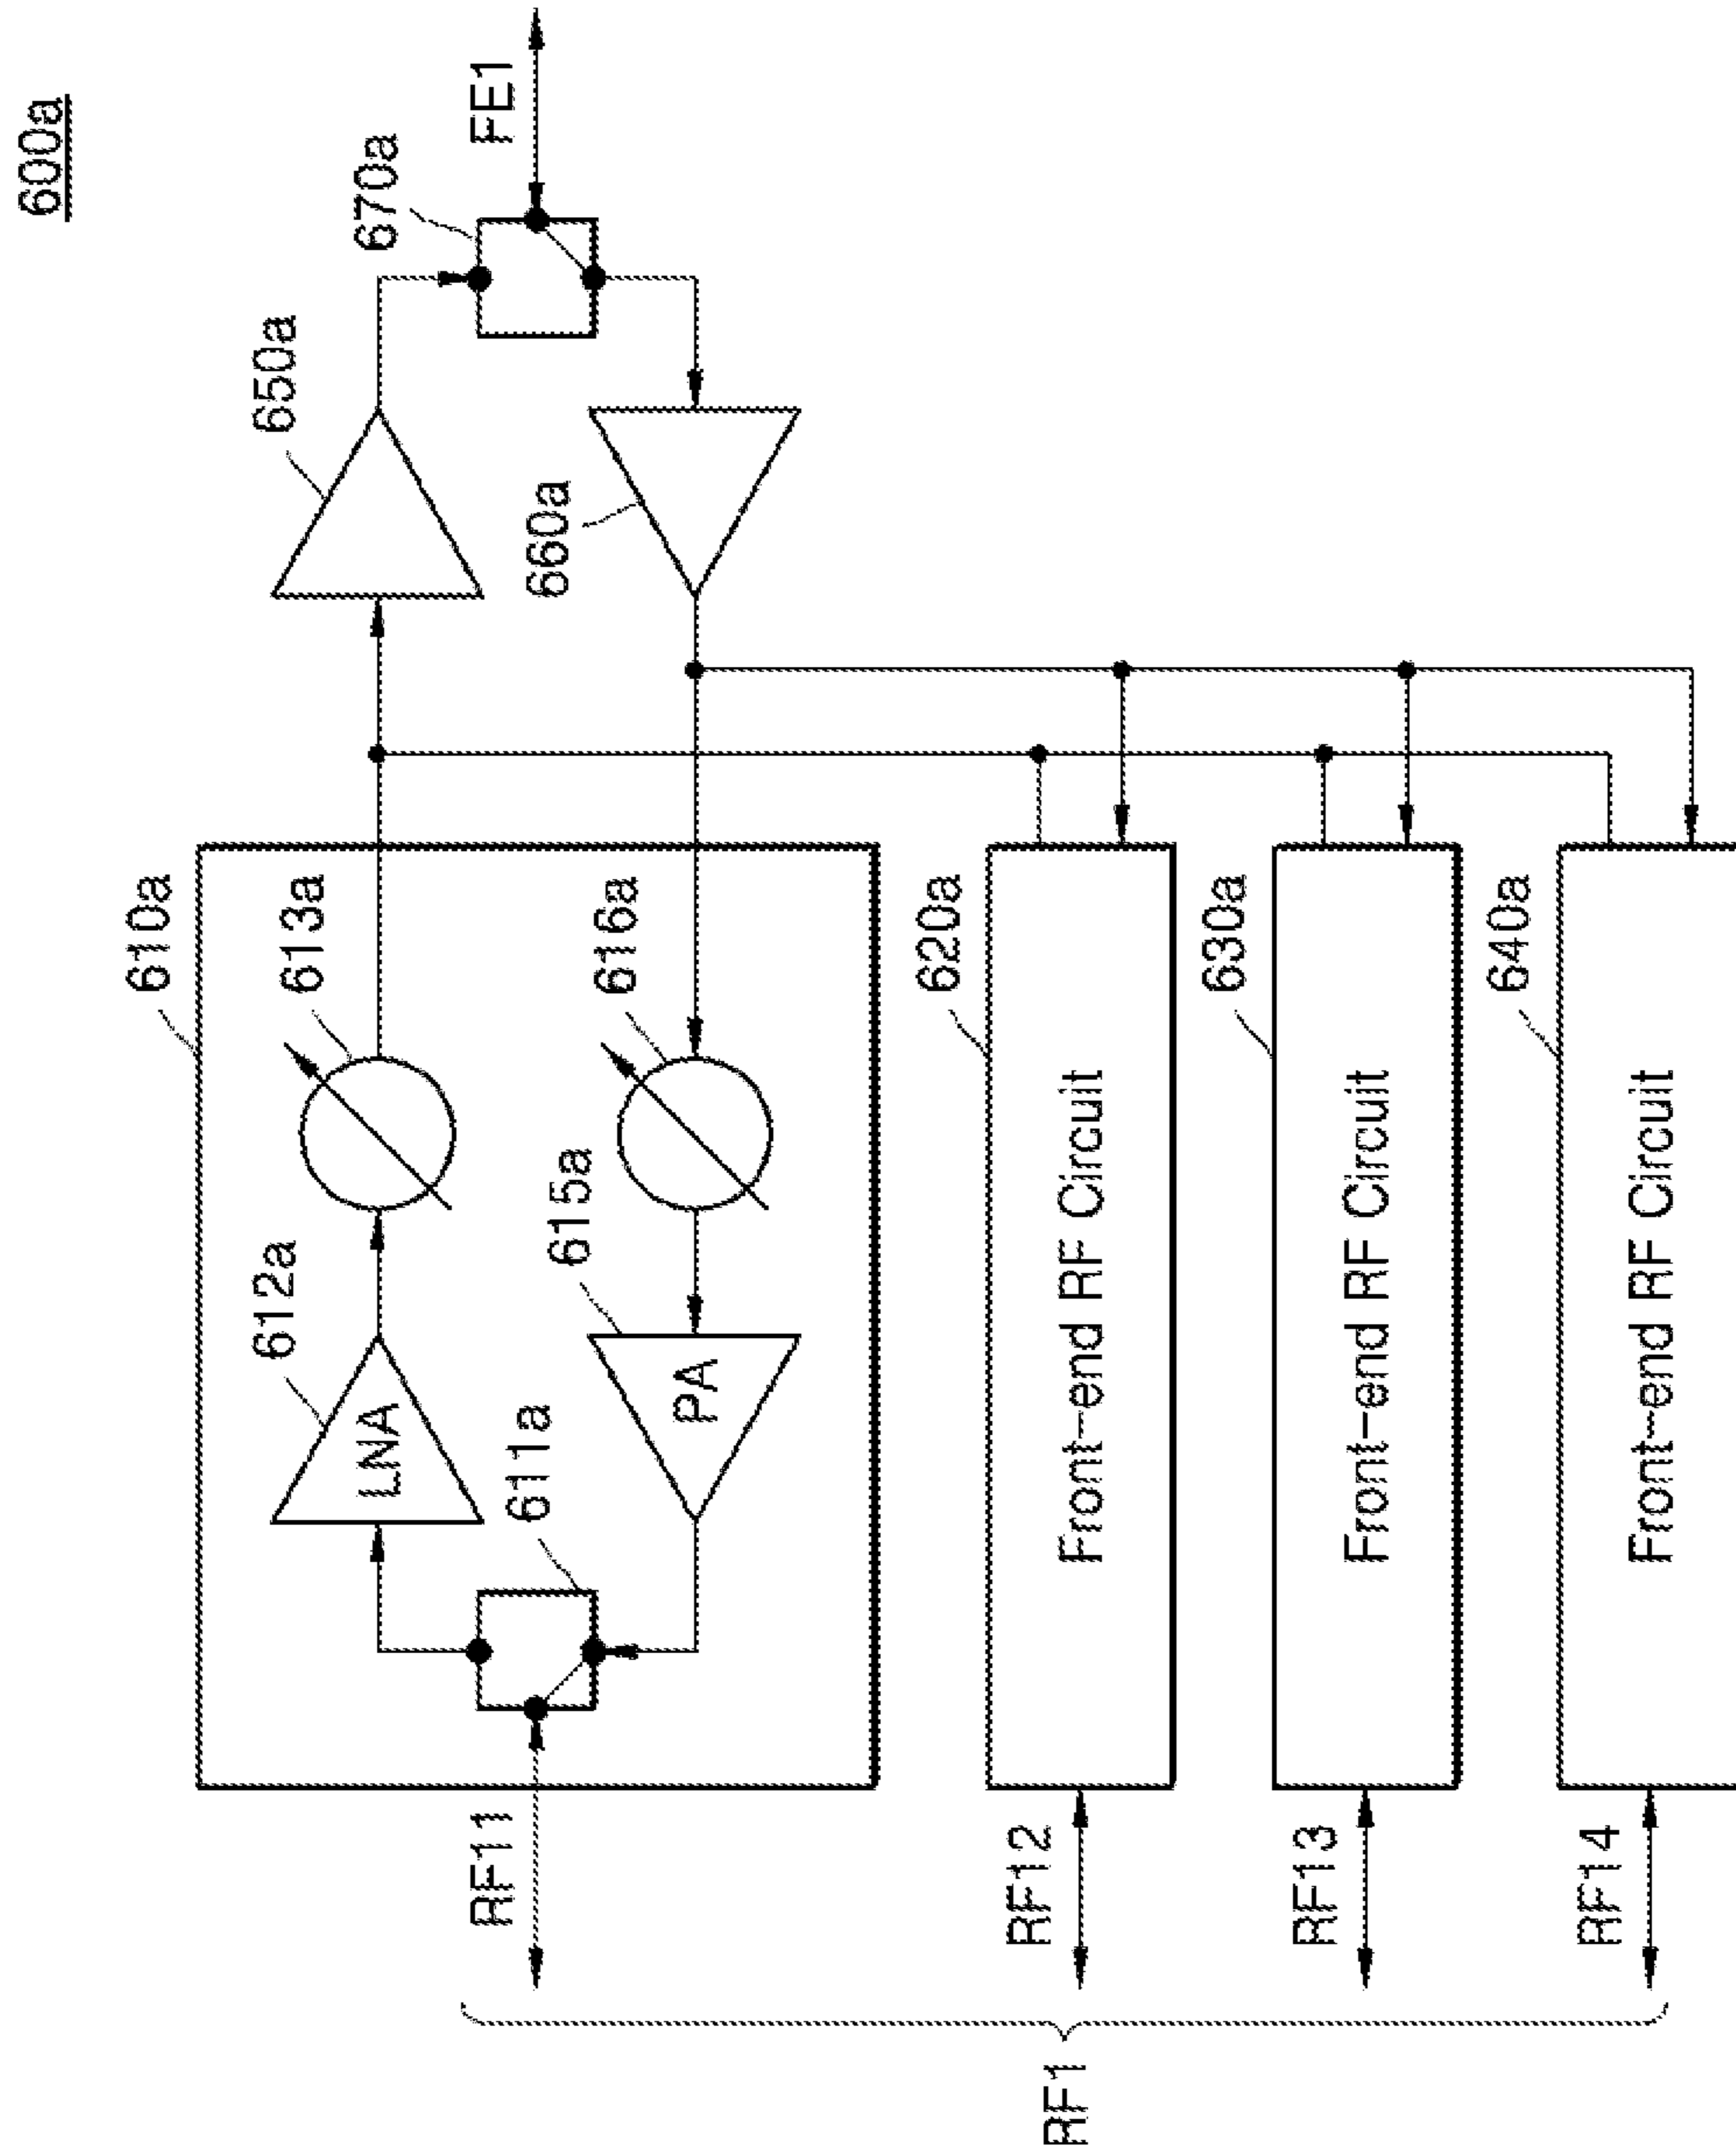 600a
610a
612a
613a
650a
670a
LNA
FE1
RF11
611a
615a
616a
660a
PA
620a
RF12
Front-end RF Circuit
630a
RF1
RF13
Front-end RF Circuit
640a
RF14
Front-end RF Circuit